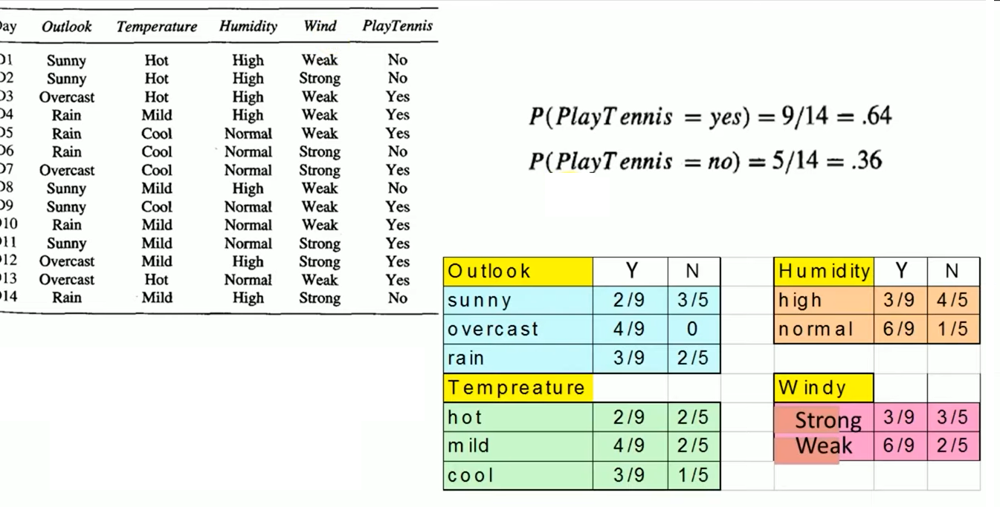 Day Outlook Temperature Humidity Wind PlayTennis
D1 Sunny Hot High Weak No
D2 Sunny Hot High Strong No
D3 Overcast Hot High Weak Yes
D4 Rain Mild High Weak Yes
D5 Rain Cool Normal Weak Yes
D6 Rain Cool Normal Strong No
D7 Overcast Cool Normal Strong Yes
D8 Sunny Mild High Weak No
D9 Sunny Cool Normal Weak Yes
D10 Rain Mild Normal Weak Yes
D11 Sunny Mild Normal Strong Yes
D12 Overcast Mild High Strong Yes
D13 Overcast Hot Normal Weak Yes
D14 Rain Mild High Strong No
P(PlayTennis = yes) = 9/14 = .64
P(PlayTennis = no) = 5/14 = .36
Outlook Y N
sunny 2/9 3/5
overcast 4/9 0
rain 3/9 2/5
Tempreature
hot 2/9 2/5
mild 4/9 2/5
cool 3/9 1/5
Humidity Y N
high 3/9 4/5
normal 6/9 1/5
Windy
Strong 3/9 3/5
Weak 6/9 2/5